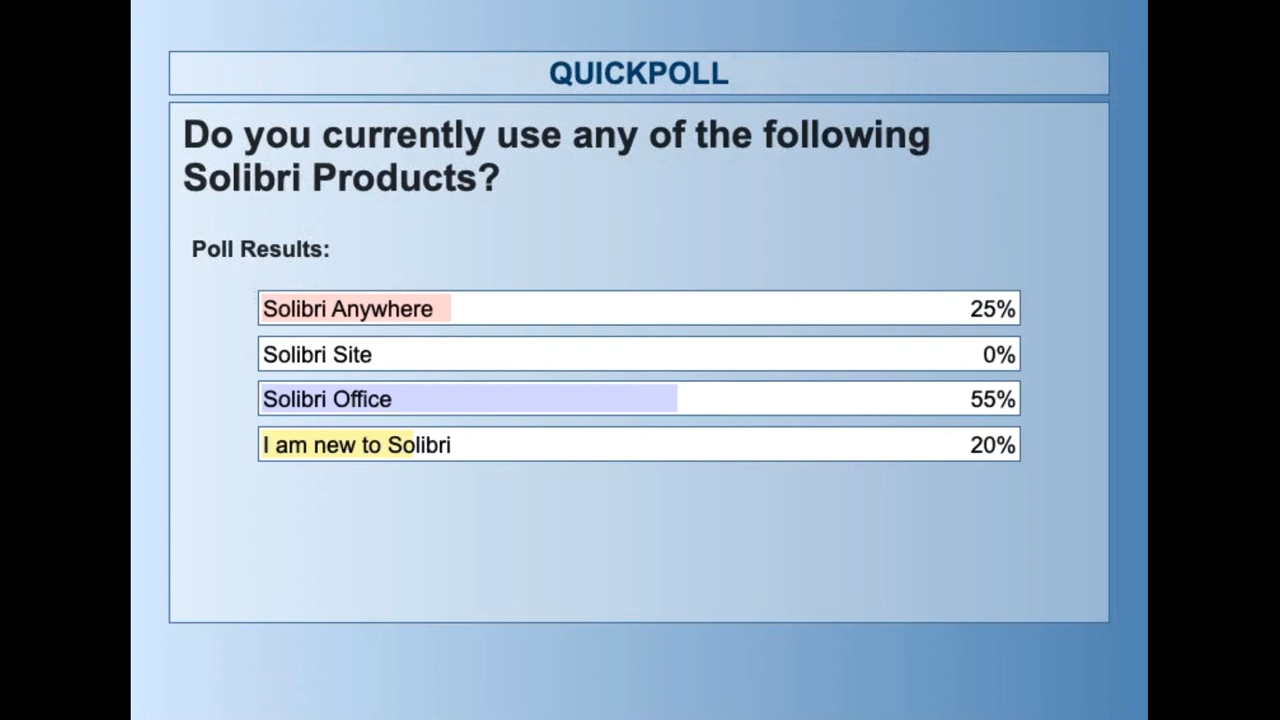 QUICKPOLL
Do you currently use any of the following
Solibri Products?
Poll Results:
Solibri Anywhere 25%
Solibri Site 0%
Solibri Office 55%
I am new to Solibri 20%